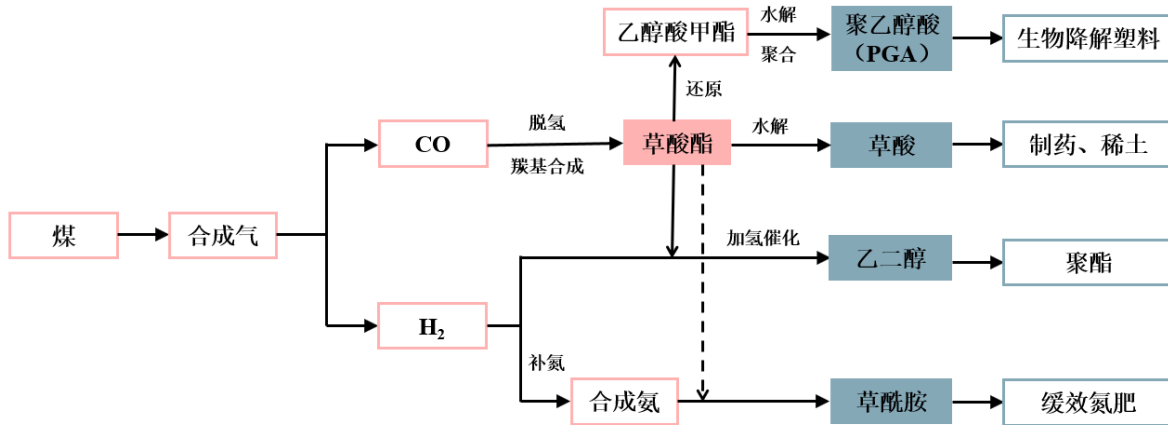 乙醇酸甲酯
水解
聚合
聚乙醇酸
（PGA）
生物降解塑料
还原
CO
脱氢
羰基合成
草酸酯
水解
草酸
制药、稀土
煤
合成气
加氢催化
乙二醇
聚酯
H₂
补氮
合成氨
草酰胺
缓效氮肥